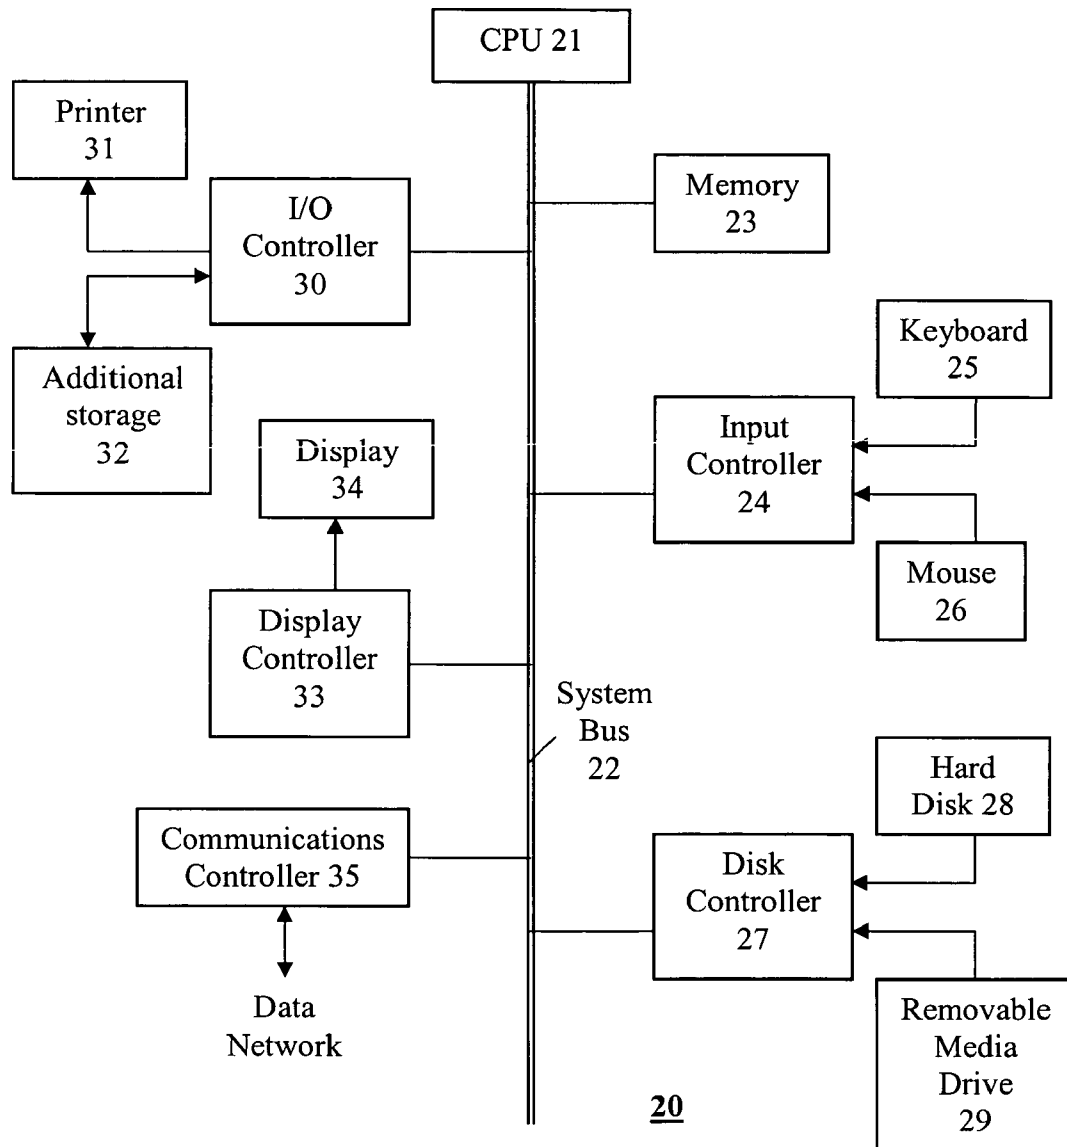 CPU 21
Printer
31
I/O
Controller
30
Memory
23
Additional
storage
32
Keyboard
25
Input
Controller
24
Display
34
Mouse
26
Display
Controller
33
System
Bus
22
Hard
Disk 28
Communications
Controller 35
Disk
Controller
27
Data
Network
Removable
Media
Drive
29
20